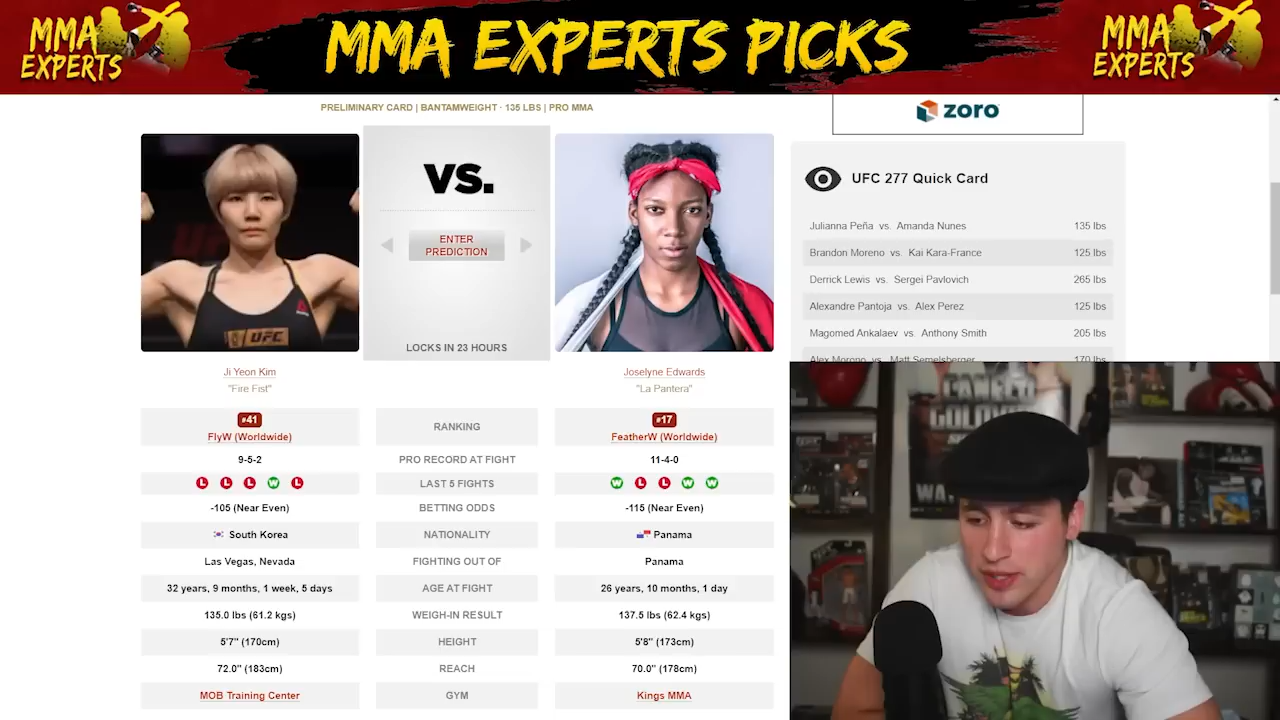 MMA EXPERTS
MMA EXPERTS PICKS
MMA EXPERTS
PRELIMINARY CARD | BANTAMWEIGHT · 135 LBS | PRO MMA
zoro
VS.
ENTER PREDICTION
LOCKS IN 23 HOURS
UFC
UFC 277 Quick Card
Julianna Peña vs. Amanda Nunes 135 lbs
Brandon Moreno vs. Kai Kara-France 125 lbs
Derrick Lewis vs. Sergei Pavlovich 265 lbs
Alexandre Pantoja vs. Alex Perez 125 lbs
Magomed Ankalaev vs. Anthony Smith 205 lbs
Alex Morono vs. Matt Semelsberger 170 lbs
Ji Yeon Kim Joselyne Edwards
"Fire Fist" "La Pantera"
#41 RANKING #17
FlyW (Worldwide) FeatherW (Worldwide)
9-5-2 PRO RECORD AT FIGHT 11-4-0
L L L W L LAST 5 FIGHTS W L L W W
-105 (Near Even) BETTING ODDS -115 (Near Even)
South Korea NATIONALITY Panama
Las Vegas, Nevada FIGHTING OUT OF Panama
32 years, 9 months, 1 week, 5 days AGE AT FIGHT 26 years, 10 months, 1 day
135.0 lbs (61.2 kgs) WEIGH-IN RESULT 137.5 lbs (62.4 kgs)
5'7" (170cm) HEIGHT 5'8" (173cm)
72.0" (183cm) REACH 70.0" (178cm)
MOB Training Center GYM Kings MMA